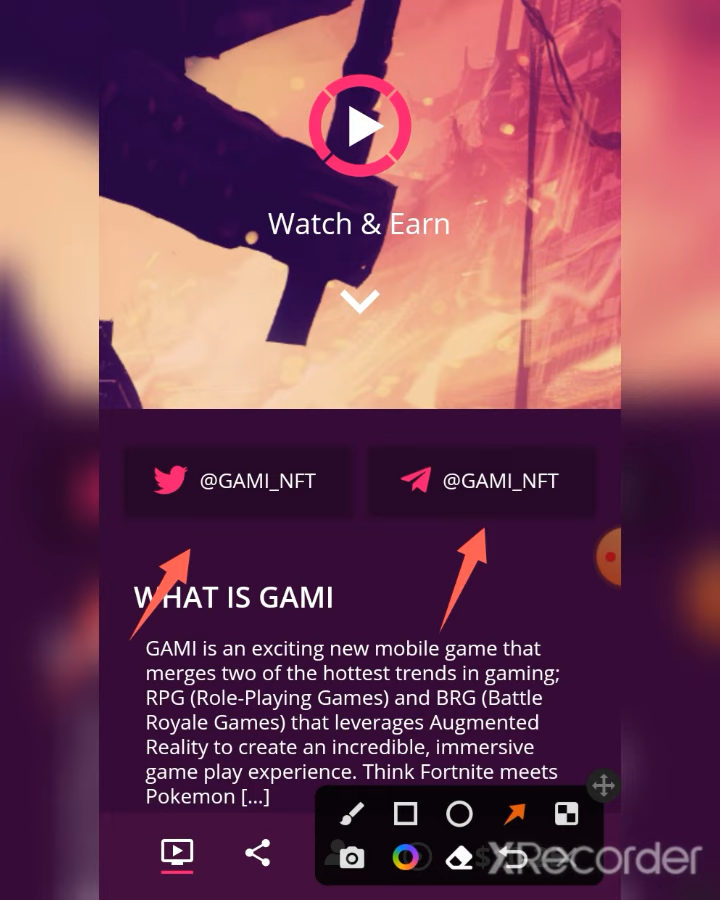 Watch & Earn
@GAMI_NFT
@GAMI_NFT
WHAT IS GAMI
GAMI is an exciting new mobile game that
merges two of the hottest trends in gaming;
RPG (Role-Playing Games) and BRG (Battle
Royale Games) that leverages Augmented
Reality to create an incredible, immersive
game play experience. Think Fortnite meets
Pokemon [...]
XRecorder